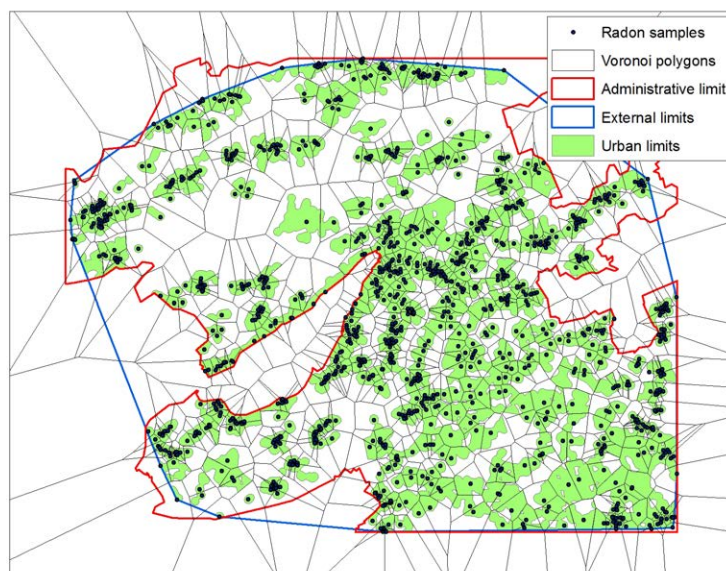 Radon samples
Voronoi polygons
Administrative limit
External limits
Urban limits